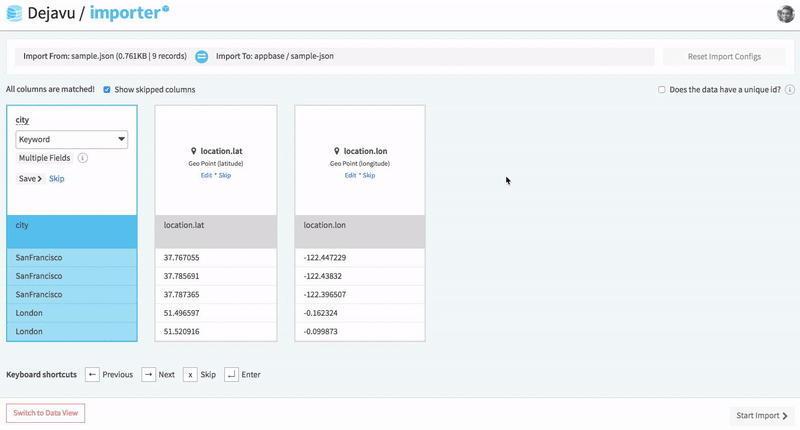 Dejavu / importer
Import From: sample.json (0.761KB | 9 records) Import To: appbase / sample-json Reset Import Configs
All columns are matched! Show skipped columns Does the data have a unique id?
city
Keyword
Multiple Fields
Save Skip
location.lat
Geo Point (latitude)
Edit * Skip
location.lon
Geo Point (longitude)
Edit * Skip
city location.lat location.lon
SanFrancisco 37.767055 -122.447229
SanFrancisco 37.785691 -122.43832
SanFrancisco 37.787365 -122.396507
London 51.496597 -0.162324
London 51.520916 -0.099873
Keyboard shortcuts ← Previous → Next x Skip Enter
Switch to Data View Start Import